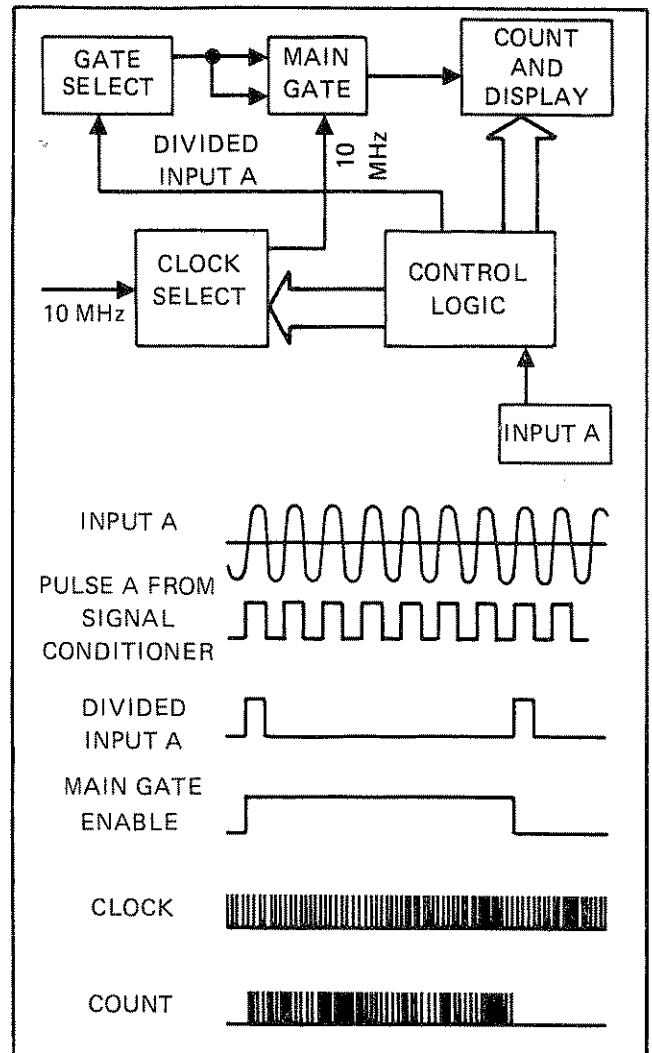 GATE
SELECT
MAIN
GATE
COUNT
AND
DISPLAY
DIVIDED
INPUT A
10
MHz
CLOCK
SELECT
10 MHz
CONTROL
LOGIC
INPUT A
INPUT A
PULSE A FROM
SIGNAL
CONDITIONER
DIVIDED
INPUT A
MAIN GATE
ENABLE
CLOCK
COUNT